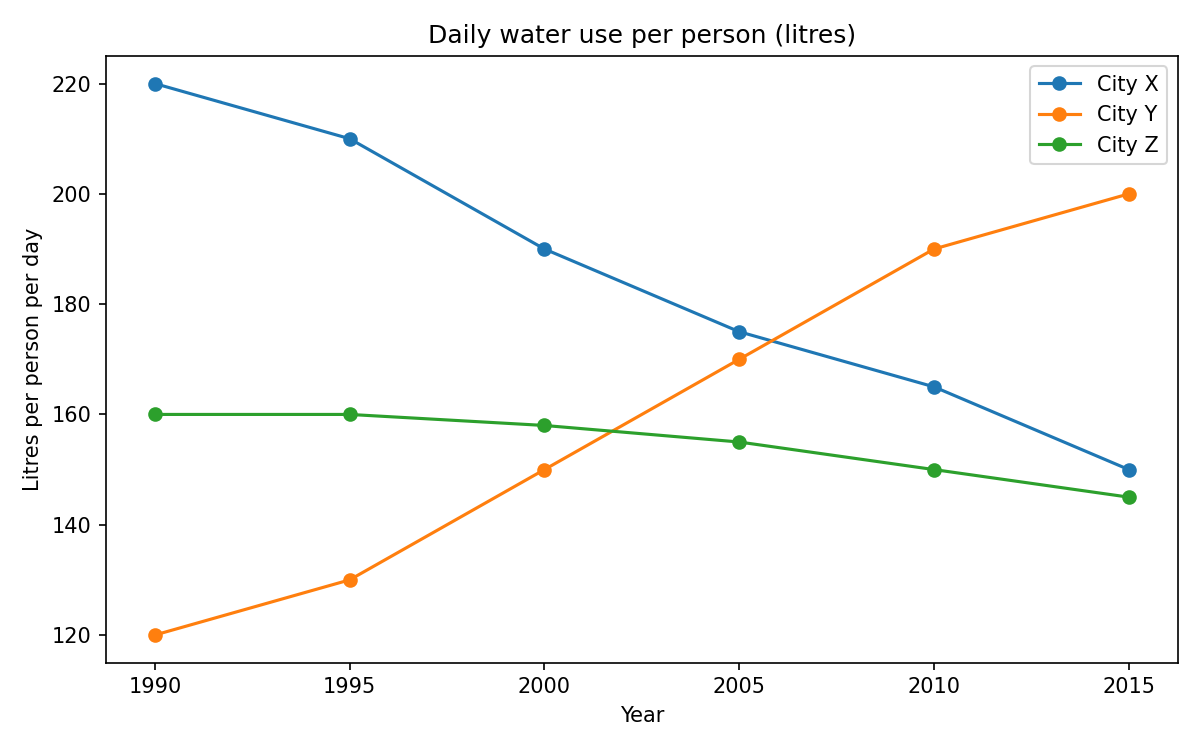 Daily water use per person (litres)
City X
City Y
City Z
Litres per person per day
220
200
180
160
140
120
1990 1995 2000 2005 2010 2015
Year